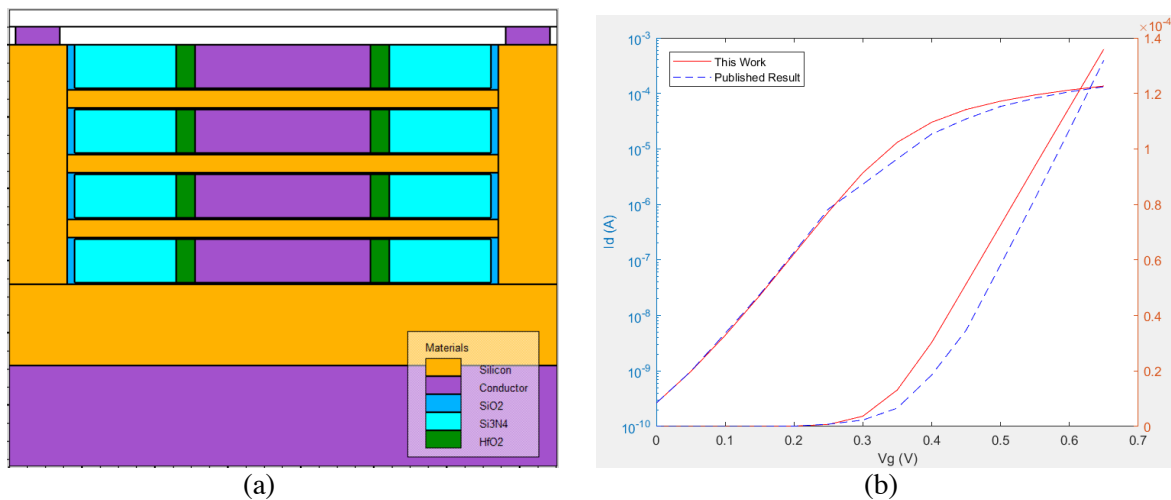 Materials
Silicon
Conductor
SiO2
Si3N4
HfO2
(a)
×10^-4
10^-3
10^-4
10^-5
10^-6
10^-7
10^-8
10^-9
10^-10
Id (A)
This Work
Published Result
1.4
1.2
1
0.8
0.6
0.4
0.2
0
0 0.1 0.2 0.3 0.4 0.5 0.6 0.7
Vg (V)
(b)